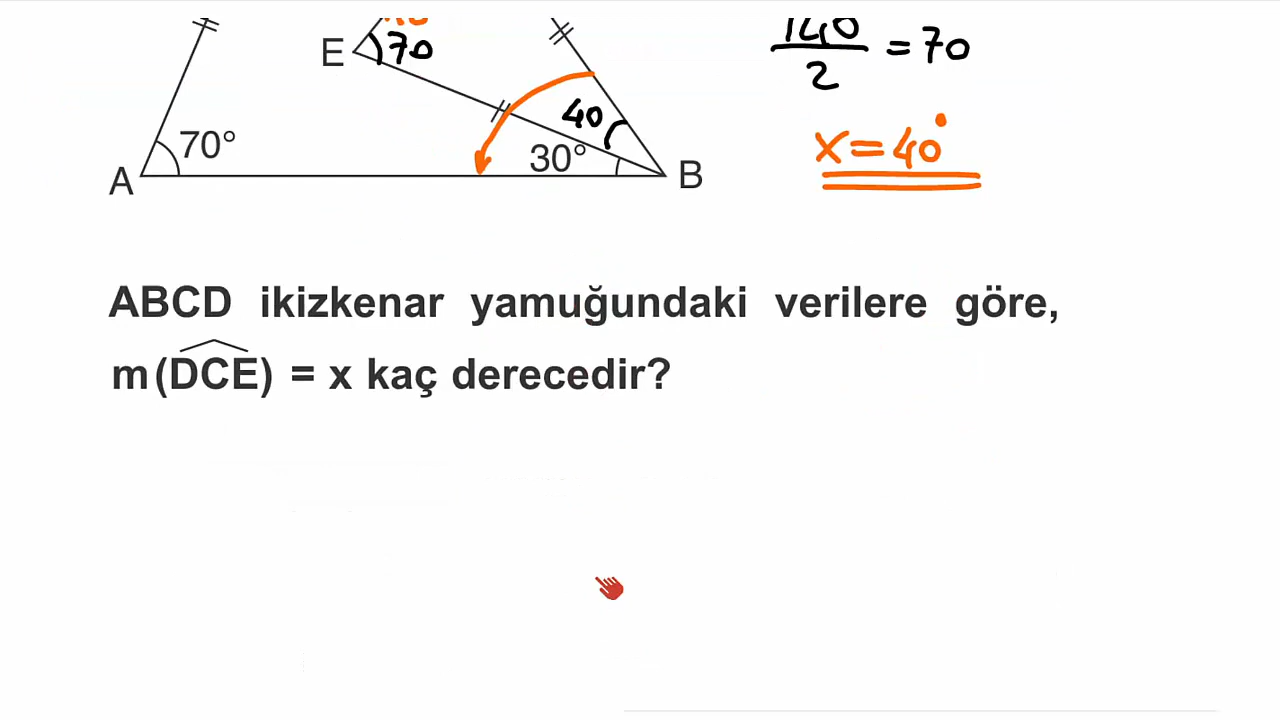 E 70
140
2
= 70
40
x = 40°
70°
30°
A
B
ABCD ikizkenar yamuğundaki verilere göre,
m(DCE) = x kaç derecedir?